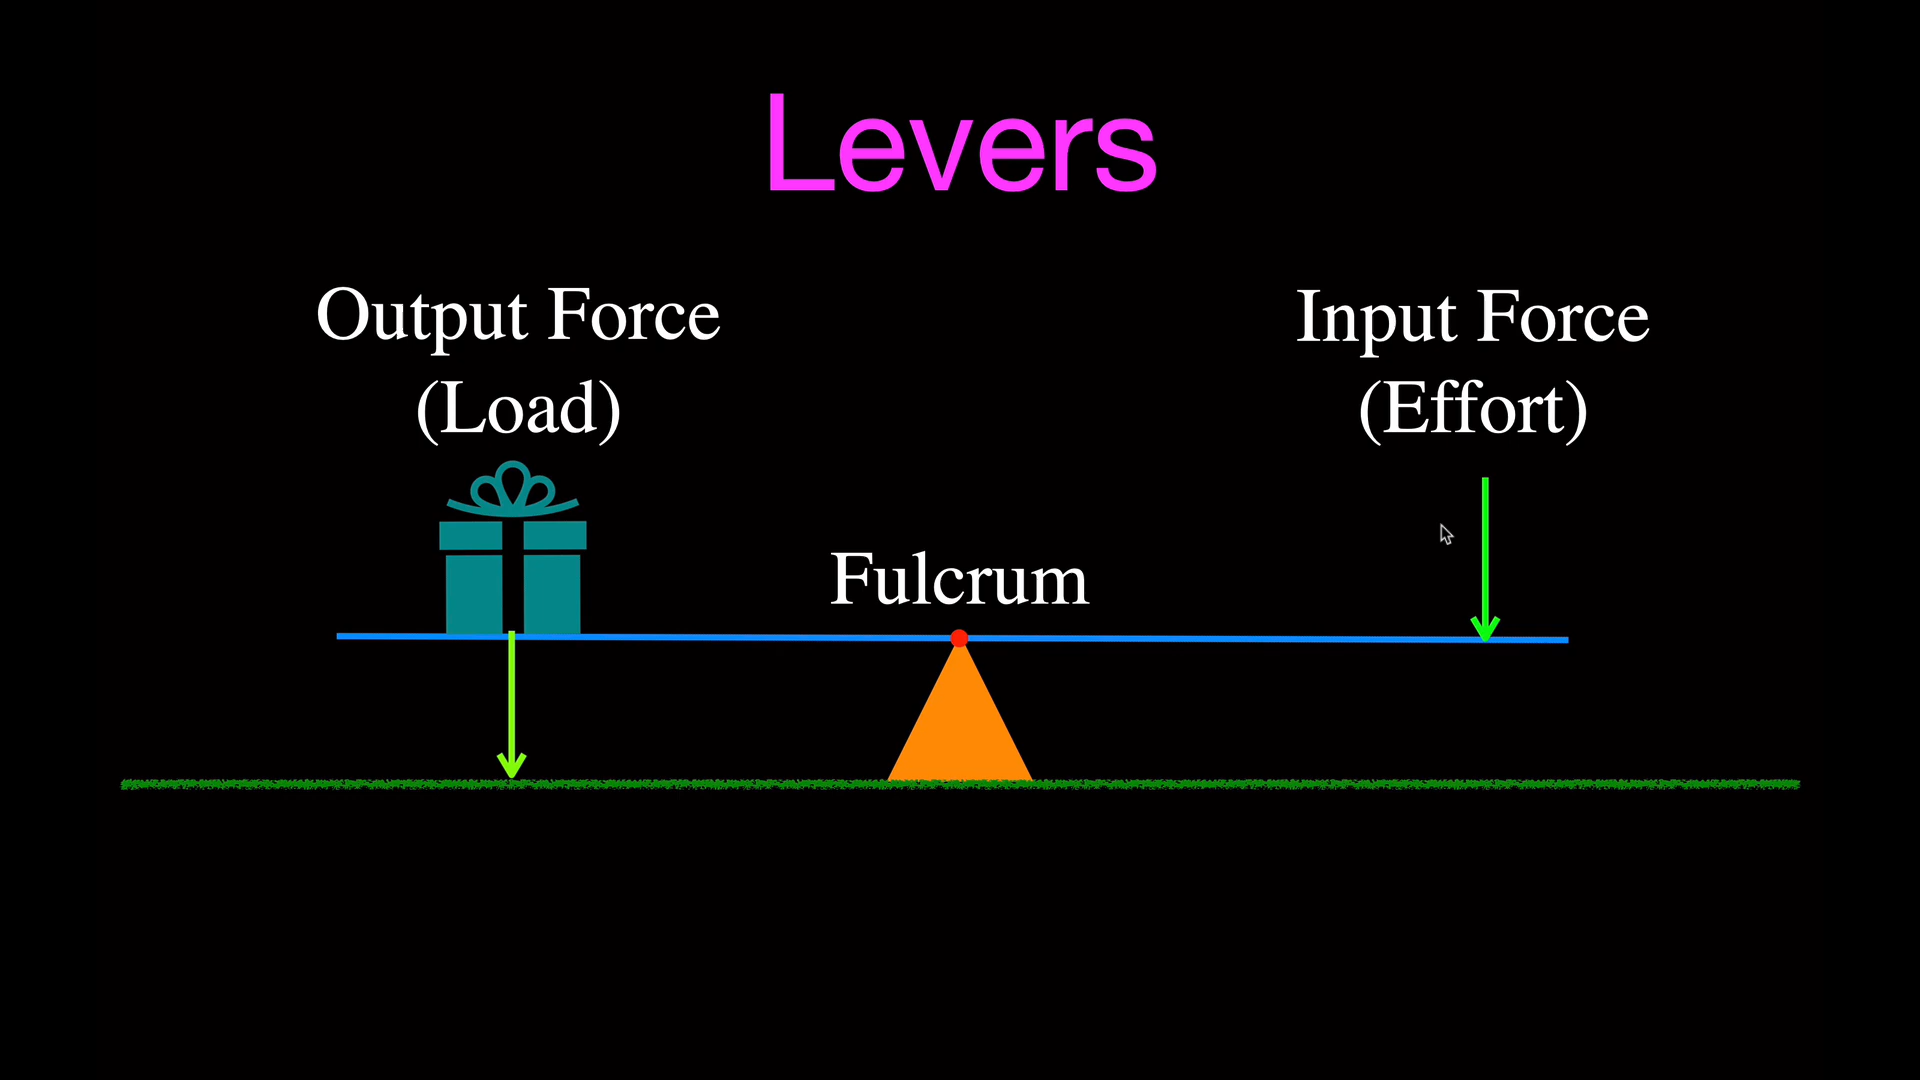 Levers
Output Force
(Load)
Input Force
(Effort)
Fulcrum